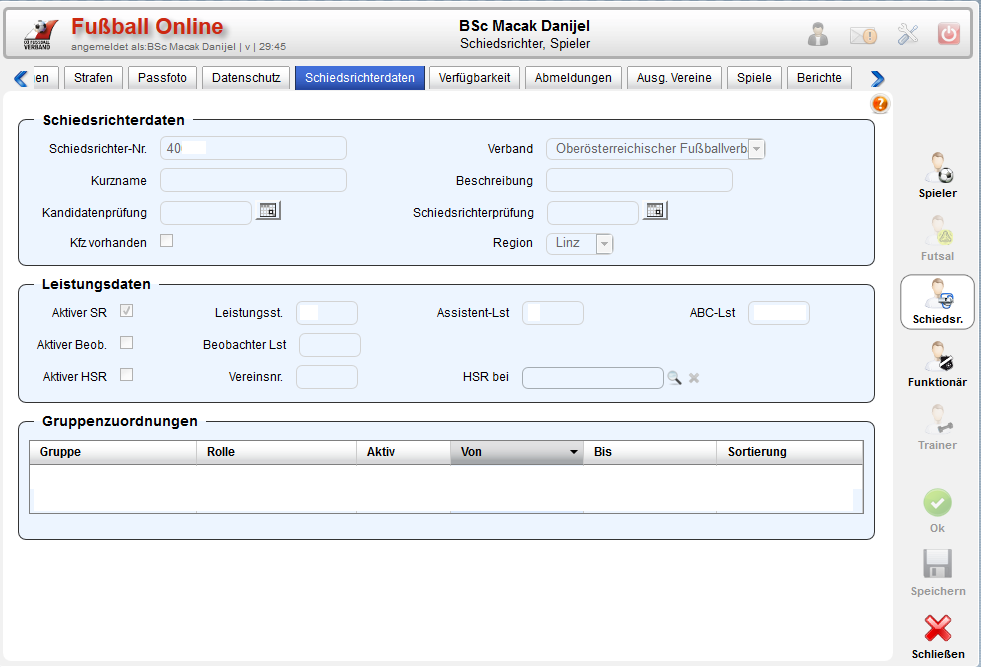 Fußball Online
ÖS FUSSBALL
VERBAND
angemeldet als:BSc Macak Danijel | v | 29:45
BSc Macak Danijel
Schiedsrichter, Spieler
en Strafen Passfoto Datenschutz Schiedsrichterdaten Verfügbarkeit Abmeldungen Ausg. Vereine Spiele Berichte
Schiedsrichterdaten
Schiedsrichter-Nr. 40 Verband Oberösterreichischer Fußballverb
Kurzname Beschreibung
Kandidatenprüfung Schiedsrichterprüfung
Kfz vorhanden Region Linz
Leistungsdaten
Aktiver SR Leistungsst. Assistent-Lst ABC-Lst
Aktiver Beob. Beobachter Lst
Aktiver HSR Vereinsnr. HSR bei
Gruppenzuordnungen
Gruppe Rolle Aktiv Von Bis Sortierung
Spieler
Futsal
Schiedsr.
Funktionär
Trainer
Ok
Speichern
Schließen